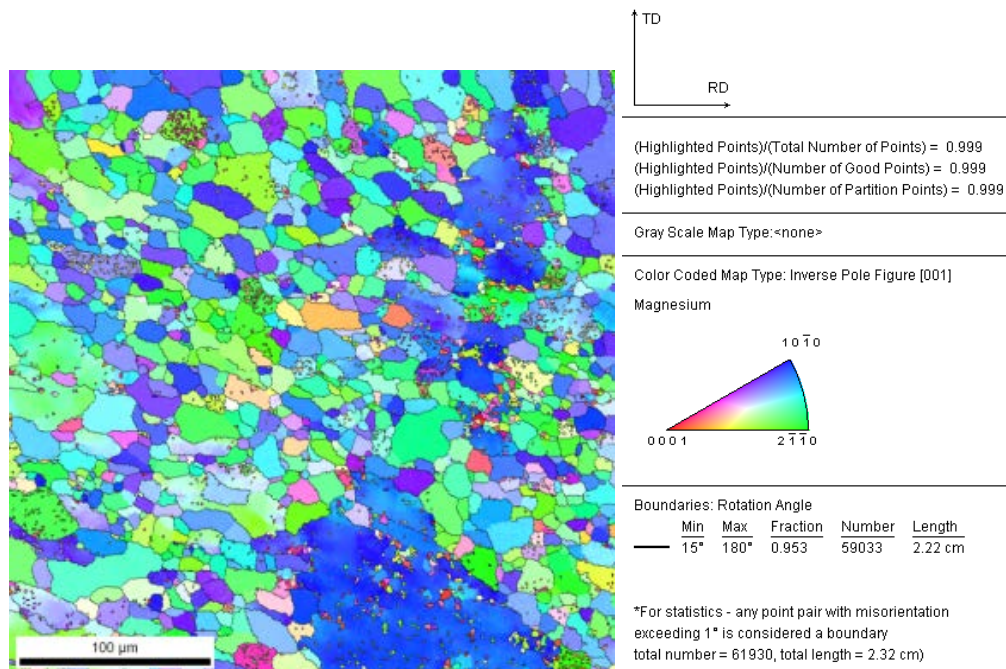 TD
RD
(Highlighted Points)/(Total Number of Points) = 0.999
(Highlighted Points)/(Number of Good Points) = 0.999
(Highlighted Points)/(Number of Partition Points) = 0.999
Gray Scale Map Type:<none>
Color Coded Map Type: Inverse Pole Figure [001]
Magnesium
1 0 1̅ 0
0 0 0 1 2 1̅ 1̅ 0
Boundaries: Rotation Angle
Min Max Fraction Number Length
15° 180° 0.953 59033 2.22 cm
*For statistics - any point pair with misorientation
exceeding 1° is considered a boundary
total number = 61930, total length = 2.32 cm)
100 µm